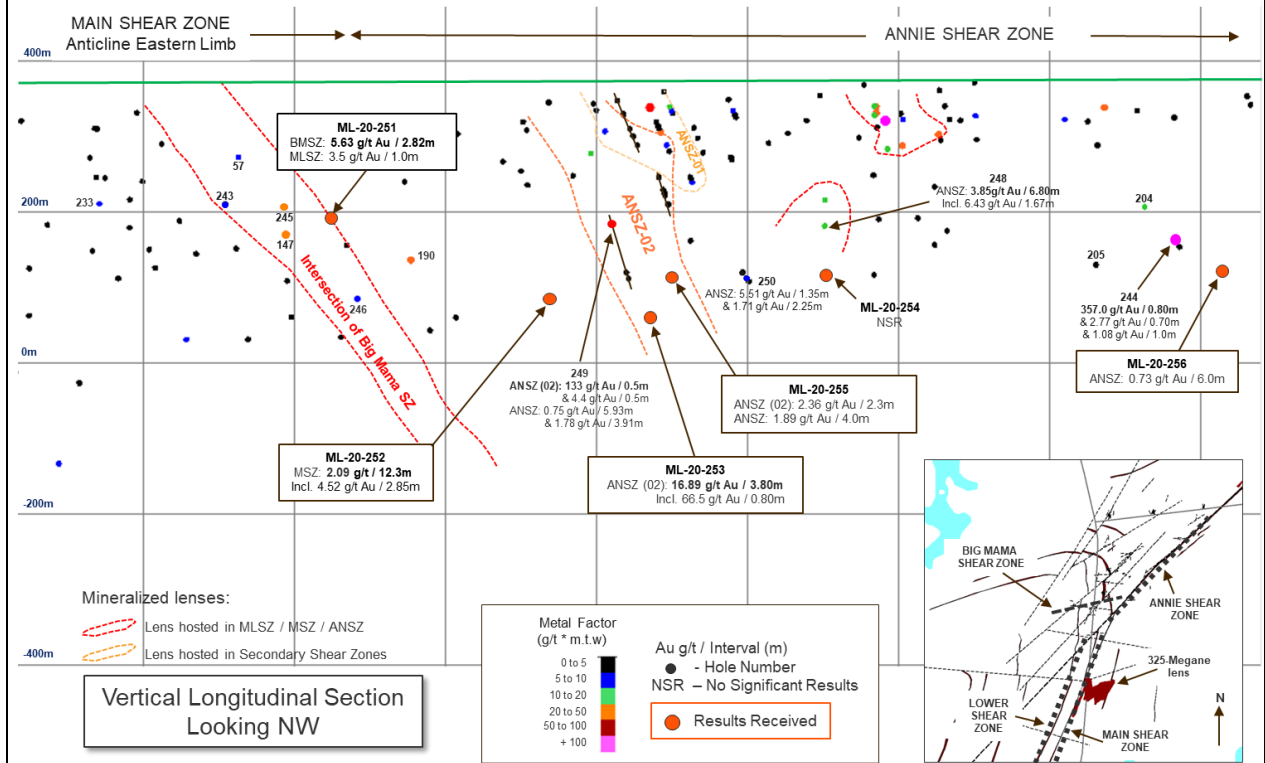 MAIN SHEAR ZONE
Anticline Eastern Limb
ANNIE SHEAR ZONE
400m
200m
0m
-200m
-400m
ML-20-251
BMSZ: 5.63 g/t Au / 2.82m
MLSZ: 3.5 g/t Au / 1.0m
57
243
233
245
147
190
246
Intersection of Big Mama SZ
ANSZ-01
ANSZ-02
248
ANSZ: 3.85g/t Au / 6.80m
Incl. 6.43 g/t Au / 1.67m
204
205
250
ANSZ: 5.51 g/t Au / 1.35m
& 1.71 g/t Au / 2.25m
ML-20-254
NSR
244
357.0 g/t Au / 0.80m
& 2.77 g/t Au / 0.70m
& 1.08 g/t Au / 1.0m
ML-20-256
ANSZ: 0.73 g/t Au / 6.0m
249
ANSZ (02): 133 g/t Au / 0.5m
& 4.4 g/t Au / 0.5m
ANSZ: 0.75 g/t Au / 5.93m
& 1.78 g/t Au / 3.91m
ML-20-255
ANSZ (02): 2.36 g/t Au / 2.3m
ANSZ: 1.89 g/t Au / 4.0m
ML-20-252
MSZ: 2.09 g/t / 12.3m
Incl. 4.52 g/t Au / 2.85m
ML-20-253
ANSZ (02): 16.89 g/t Au / 3.80m
Incl. 66.5 g/t Au / 0.80m
Mineralized lenses:
Lens hosted in MLSZ / MSZ / ANSZ
Lens hosted in Secondary Shear Zones
Vertical Longitudinal Section
Looking NW
Metal Factor
(g/t * m.t.w)
0 to 5
5 to 10
10 to 20
20 to 50
50 to 100
+ 100
Au g/t / Interval (m)
- Hole Number
NSR – No Significant Results
Results Received
BIG MAMA
SHEAR ZONE
ANNIE SHEAR
ZONE
325-Megane
lens
LOWER
SHEAR
ZONE
MAIN SHEAR
ZONE
N